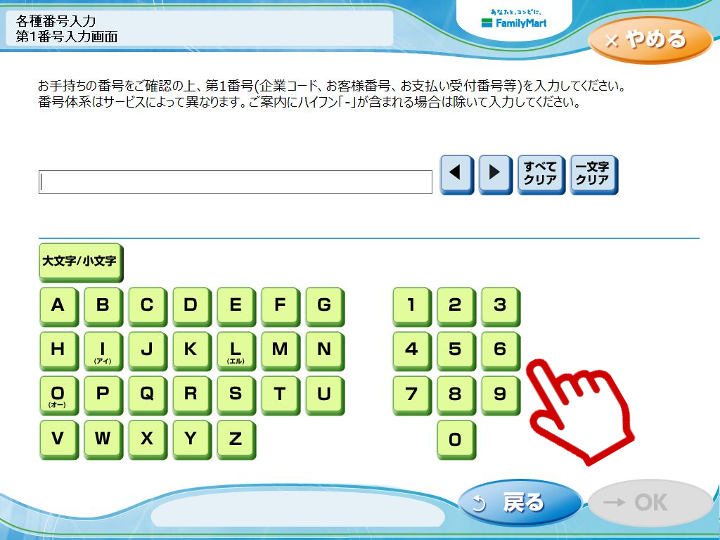 各種番号入力
第1番号入力画面
あなたと、コンビに、
FamilyMart
×やめる
お手持ちの番号をご確認の上、第1番号(企業コード、お客様番号、お支払い受付番号等)を入力してください。
番号体系はサービスによって異なります。ご案内にハイフン「-」が含まれる場合は除いて入力してください。
◀ ▶ すべて 一文字
クリア クリア
大文字/小文字
A B C D E F G 1 2 3
H I J K L M N 4 5 6
(アイ) (エル)
O P Q R S T U 7 8 9
(オー)
V W X Y Z 0
戻る →OK